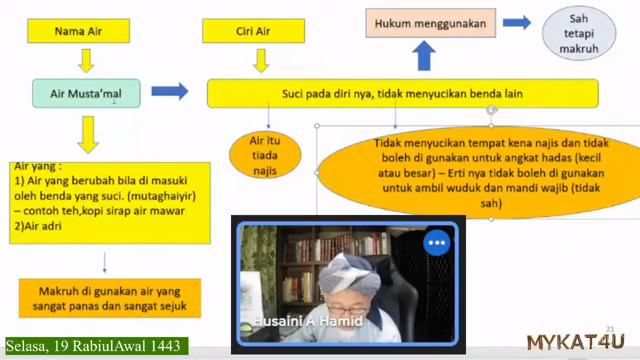 Hukum menggunakan
Sah
tetapi
makruh
Nama Air
Ciri Air
Air Musta'mal
Suci pada diri nya, tidak menyucikan benda lain
Air itu
tiada
najis
Tidak menyucikan tempat kena najis dan tidak
boleh di gunakan untuk angkat hadas (kecil
atau besar) – Erti nya tidak boleh di gunakan
untuk ambil wuduk dan mandi wajib (tidak
sah)
Air yang :
1) Air yang berubah bila di masuki
oleh benda yang suci. (mutaghaiyir)
– contoh teh,kopi sirap air mawar
2)Air adri
Makruh di gunakan air yang
sangat panas dan sangat sejuk
Husaini A Hamid
21
MYKAT4U
Selasa, 19 RabiulAwal 1443